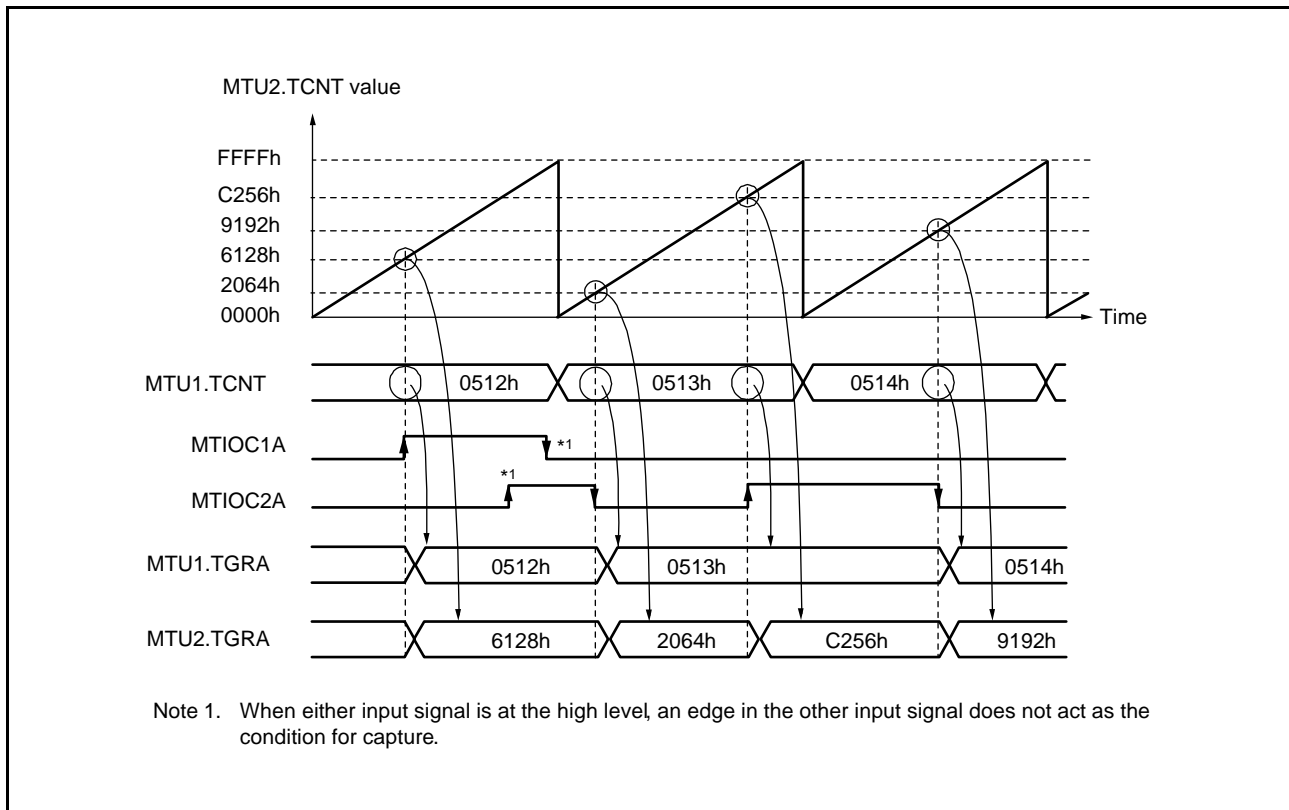 MTU2.TCNT value
FFFFh
C256h
9192h
6128h
2064h
0000h
Time
MTU1.TCNT 0512h 0513h 0514h
MTIOC1A *1
*1
MTIOC2A
MTU1.TGRA 0512h 0513h 0514h
MTU2.TGRA 6128h 2064h C256h 9192h
Note 1. When either input signal is at the high level, an edge in the other input signal does not act as the
condition for capture.